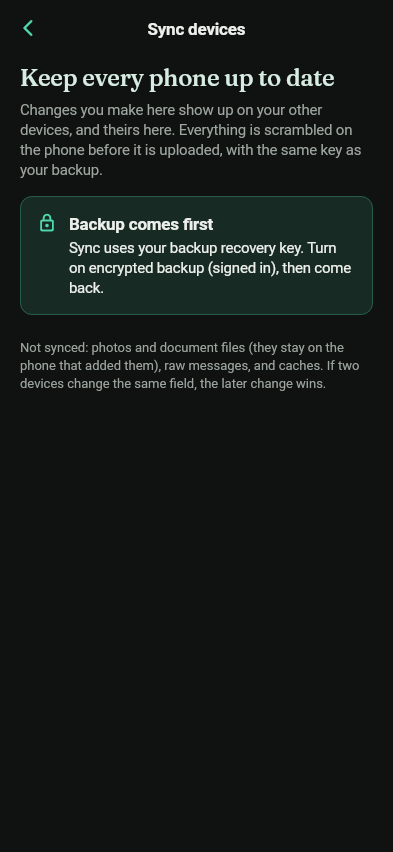 Sync devices
Keep every phone up to date
Changes you make here show up on your other
devices, and theirs here. Everything is scrambled on
the phone before it is uploaded, with the same key as
your backup.
Backup comes first
Sync uses your backup recovery key. Turn
on encrypted backup (signed in), then come
back.
Not synced: photos and document files (they stay on the
phone that added them), raw messages, and caches. If two
devices change the same field, the later change wins.